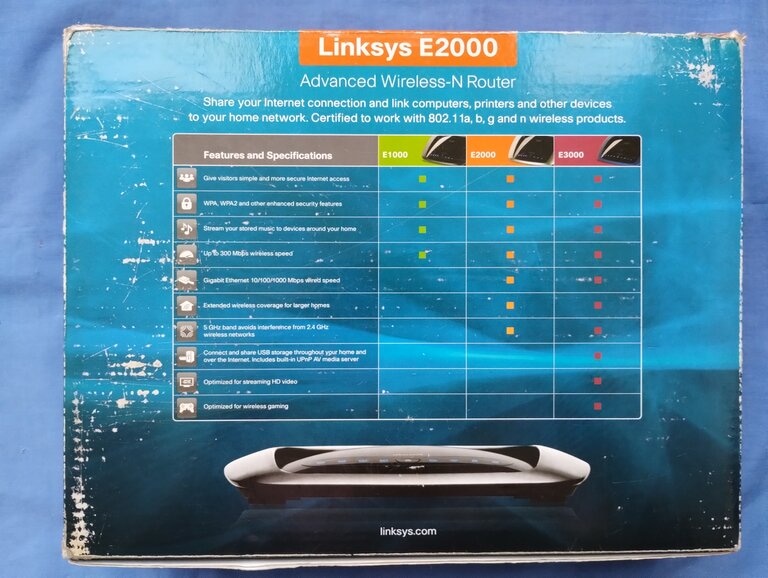 Linksys E2000
Advanced Wireless-N Router
Share your Internet connection and link computers, printers and other devices
to your home network. Certified to work with 802.11a, b, g and n wireless products.
Features and Specifications
E1000
E2000
E3000
Give visitors simple and more secure Internet access
WPA, WPA2 and other enhanced security features
Stream your stored music to devices around your home
Up to 300 Mbps wireless speed
Gigabit Ethernet 10/100/1000 Mbps wired speed
Extended wireless coverage for larger homes
5 GHz band avoids interference from 2.4 GHz
wireless networks
Connect and share USB storage throughout your home and
over the Internet. Includes built-in UPnP AV media server
Optimized for streaming HD video
Optimized for wireless gaming
linksys.com